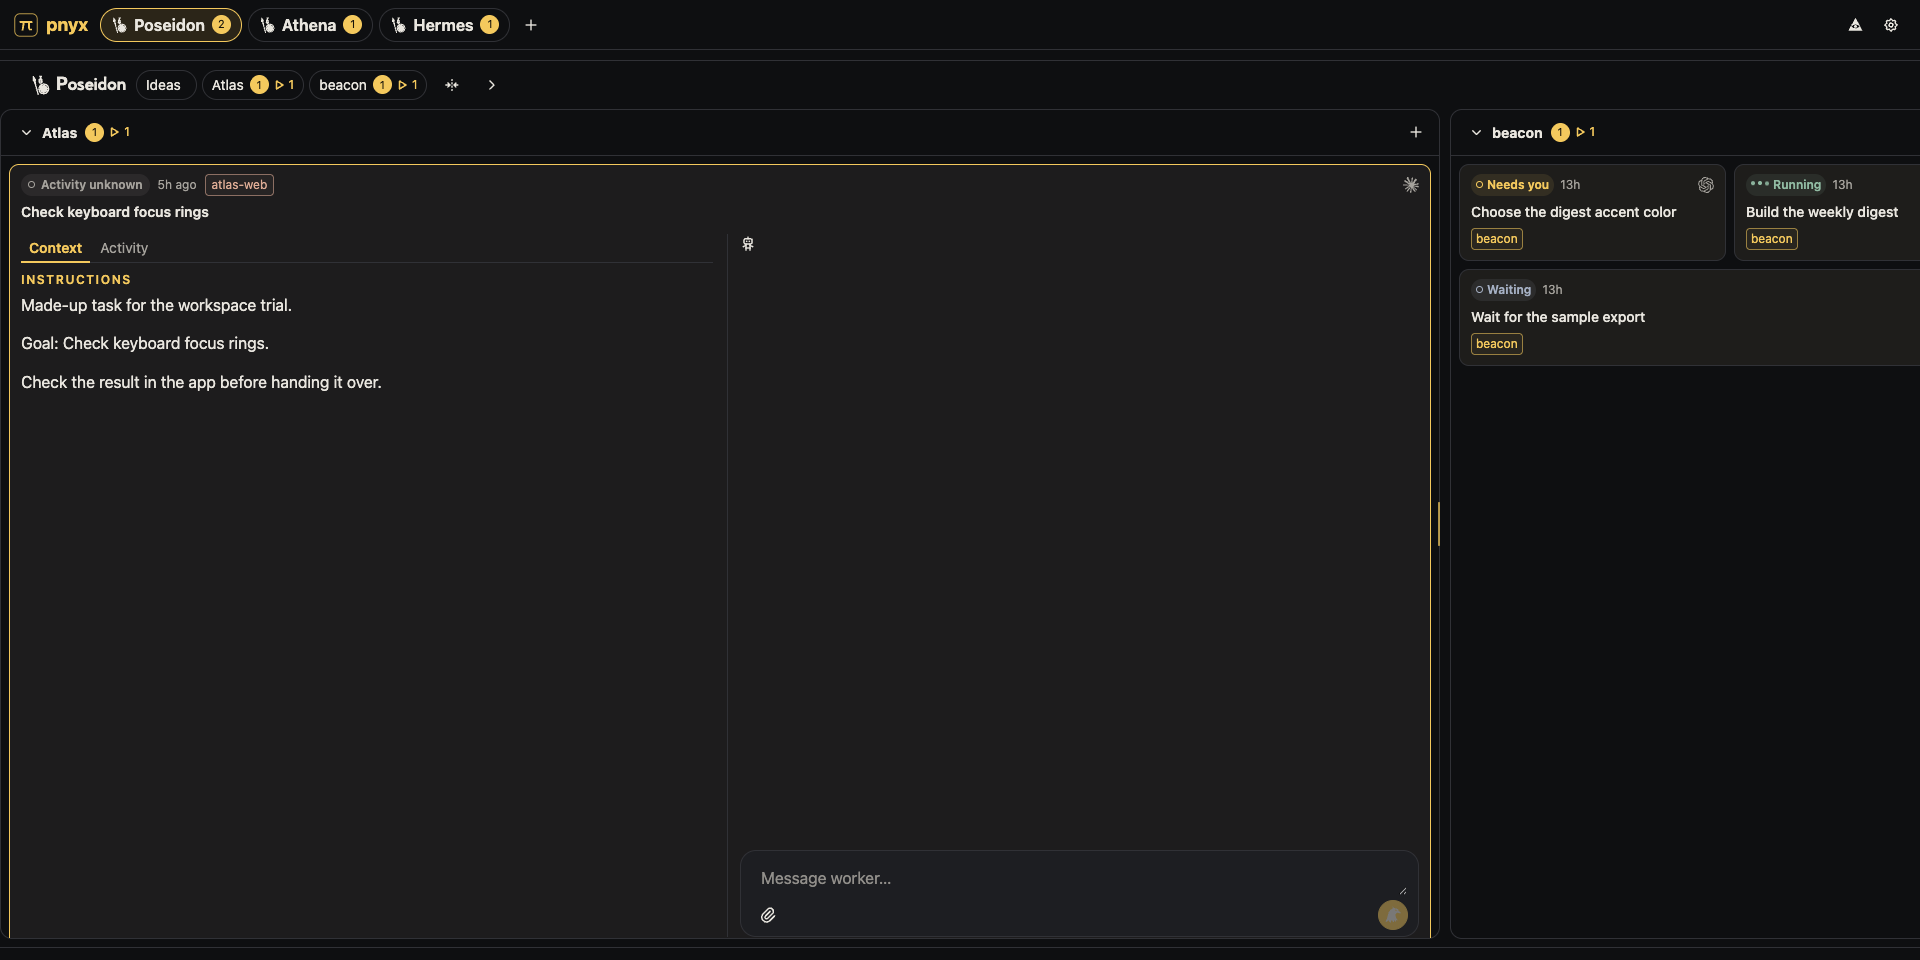 π pnyx Poseidon 2 Athena 1 Hermes 1
Poseidon Ideas Atlas 1 1 beacon 1 1
Atlas 1 1
Activity unknown 5h ago atlas-web
Check keyboard focus rings
Context Activity
INSTRUCTIONS
Made-up task for the workspace trial.
Goal: Check keyboard focus rings.
Check the result in the app before handing it over.
Message worker...
beacon 1 1
Needs you 13h
Choose the digest accent color
beacon
Running 13h
Build the weekly digest
beacon
Waiting 13h
Wait for the sample export
beacon